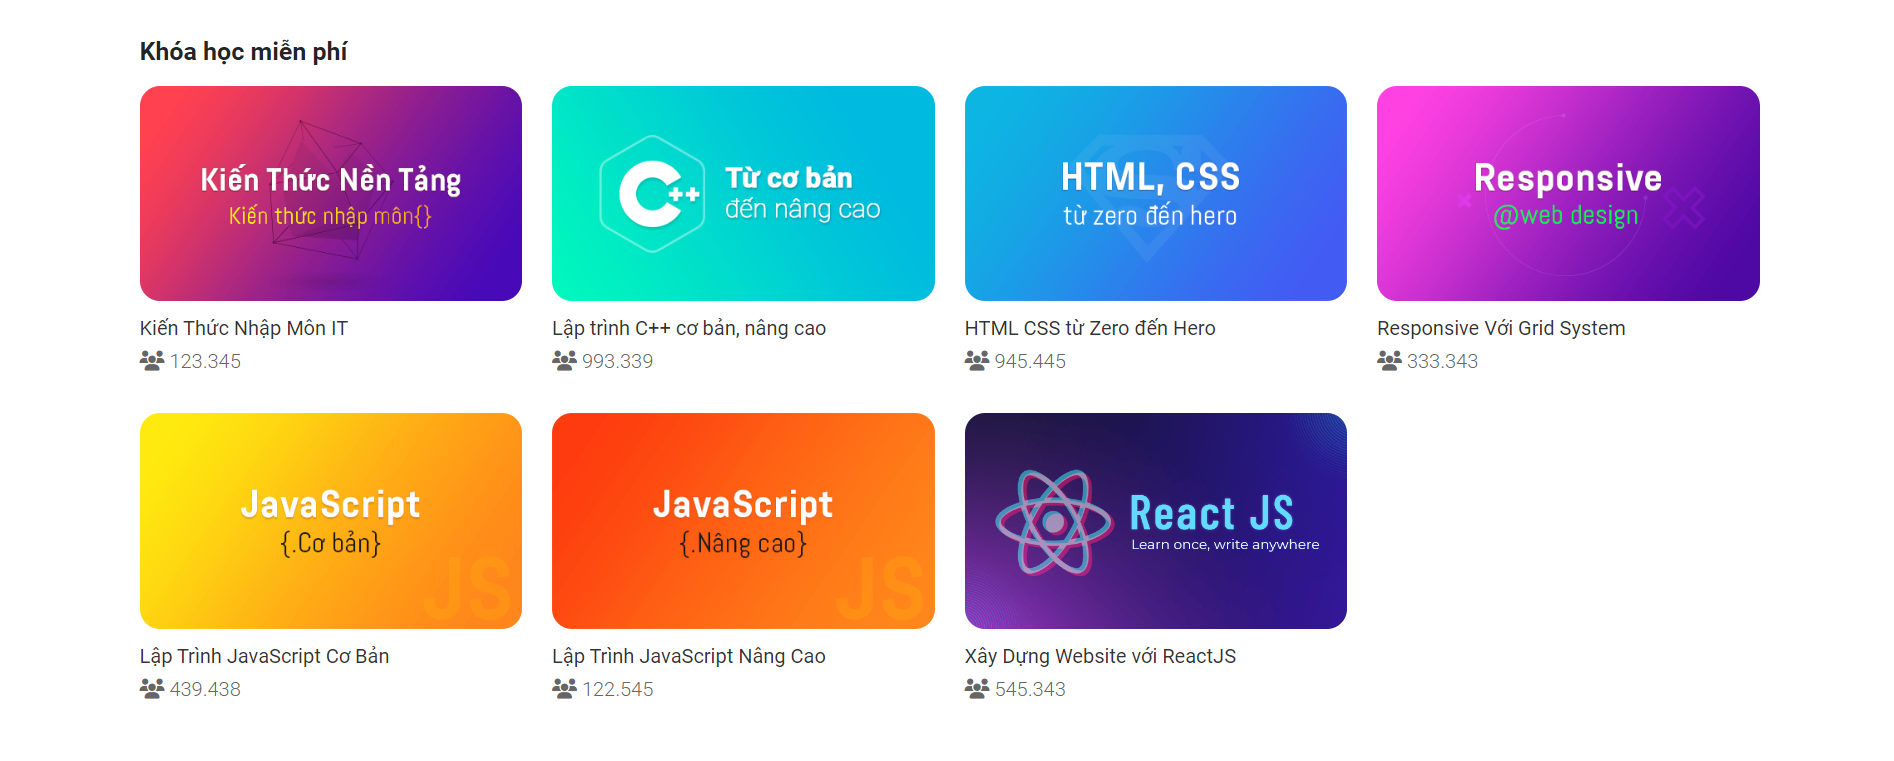 Khóa học miễn phí
Kiến Thức Nền Tảng
Kiến thức nhập môn{}
C++
Từ cơ bản
đến nâng cao
HTML, CSS
từ zero đến hero
Responsive
@web design
Kiến Thức Nhập Môn IT
Lập trình C++ cơ bản, nâng cao
HTML CSS từ Zero đến Hero
Responsive Với Grid System
123.345
993.339
945.445
333.343
JavaScript
{.Cơ bản}
JS
JavaScript
{.Nâng cao}
JS
React JS
Learn once, write anywhere
Lập Trình JavaScript Cơ Bản
Lập Trình JavaScript Nâng Cao
Xây Dựng Website với ReactJS
439.438
122.545
545.343